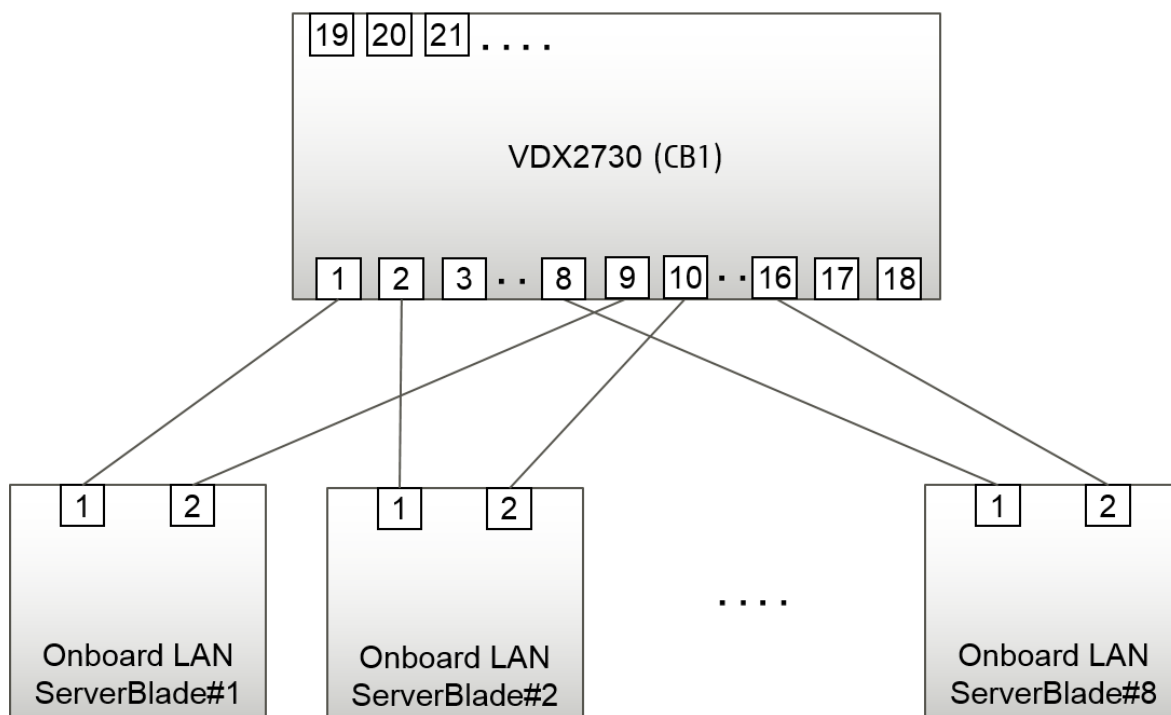 19 20 21 . . . .
VDX2730 (CB1)
1 2 3 . . 8 9 10 . . 16 17 18
1 2 1 2 1 2
. . . .
Onboard LAN Onboard LAN Onboard LAN
ServerBlade#1 ServerBlade#2 ServerBlade#8